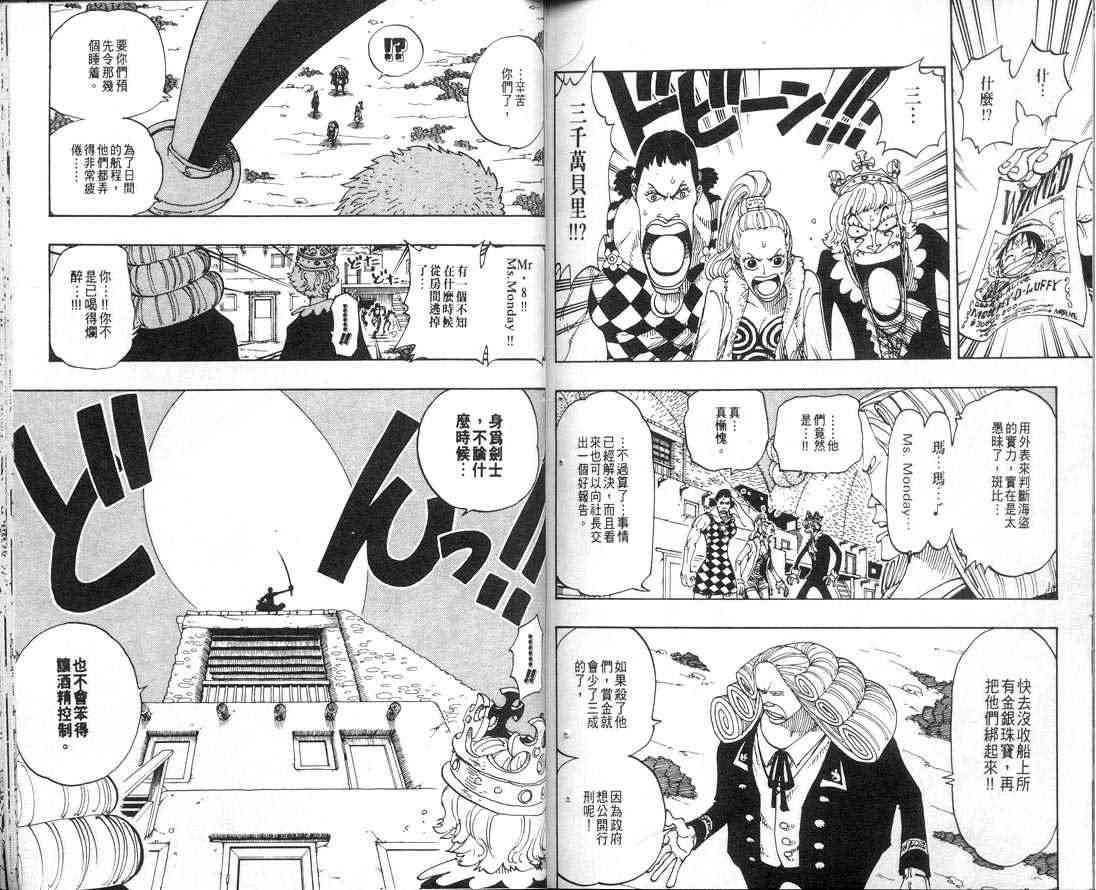 什…
什麼!?
WANTED
D·LUFFY
三…
三千萬貝里!!?
ドビーン!!!
用外表來判斷海盜
的實力，實在是太
愚昧了，斑比…
瑪…瑪…♪
Ms. Monday…
……他
們竟然
是…!!
真…
真慚愧。
…不過算了…事情
已經解決，而且看
來也可以向社長交
出一個好報告。
快去沒收船上所
有金銀珠寶，再
把他們綁起來!!
如果殺了他
們，賞金就
會少了三成
的了，
因為政府
想公開行
刑呢！
…辛苦
你們了，
!?
要你們預
先令那幾
個睡着。
為了日間
的航程，
他們都弄
得非常疲
倦……
Mr.8!!
Ms.Monday!!
有一個不知
在什麼時候
從房間逃掉
了…
どたどた
………!!
你…!!你不
是已喝得爛
醉…!!!
身為劍士
，不論什
麼時候…
どんっ!!
………!!
也不會笨得
讓酒精控制。